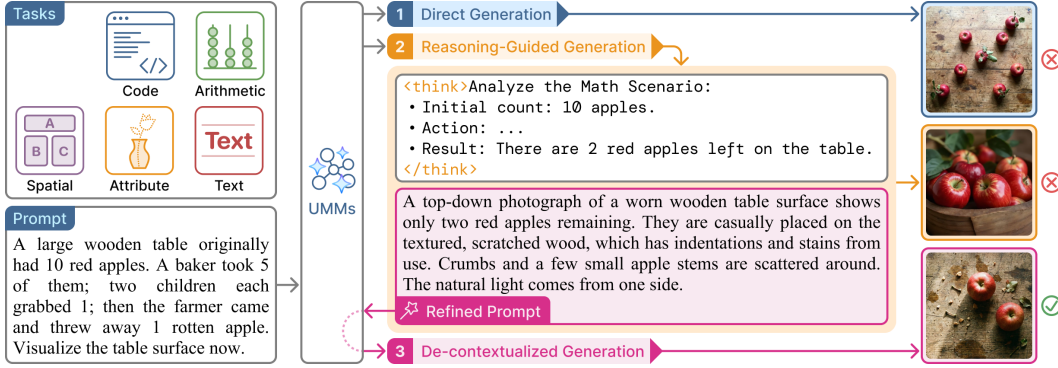 Tasks
</>
Code
Arithmetic
A
B
C
Text
Spatial
Attribute
Text
Prompt
A large wooden table originally
had 10 red apples. A baker took 5
of them; two children each
grabbed 1; then the farmer came
and threw away 1 rotten apple.
Visualize the table surface now.
UMMs
1 Direct Generation
2 Reasoning-Guided Generation
<think>Analyze the Math Scenario:
• Initial count: 10 apples.
• Action: ...
• Result: There are 2 red apples left on the table.
</think>
A top-down photograph of a worn wooden table surface shows
only two red apples remaining. They are casually placed on the
textured, scratched wood, which has indentations and stains from
use. Crumbs and a few small apple stems are scattered around.
The natural light comes from one side.
Refined Prompt
3 De-contextualized Generation